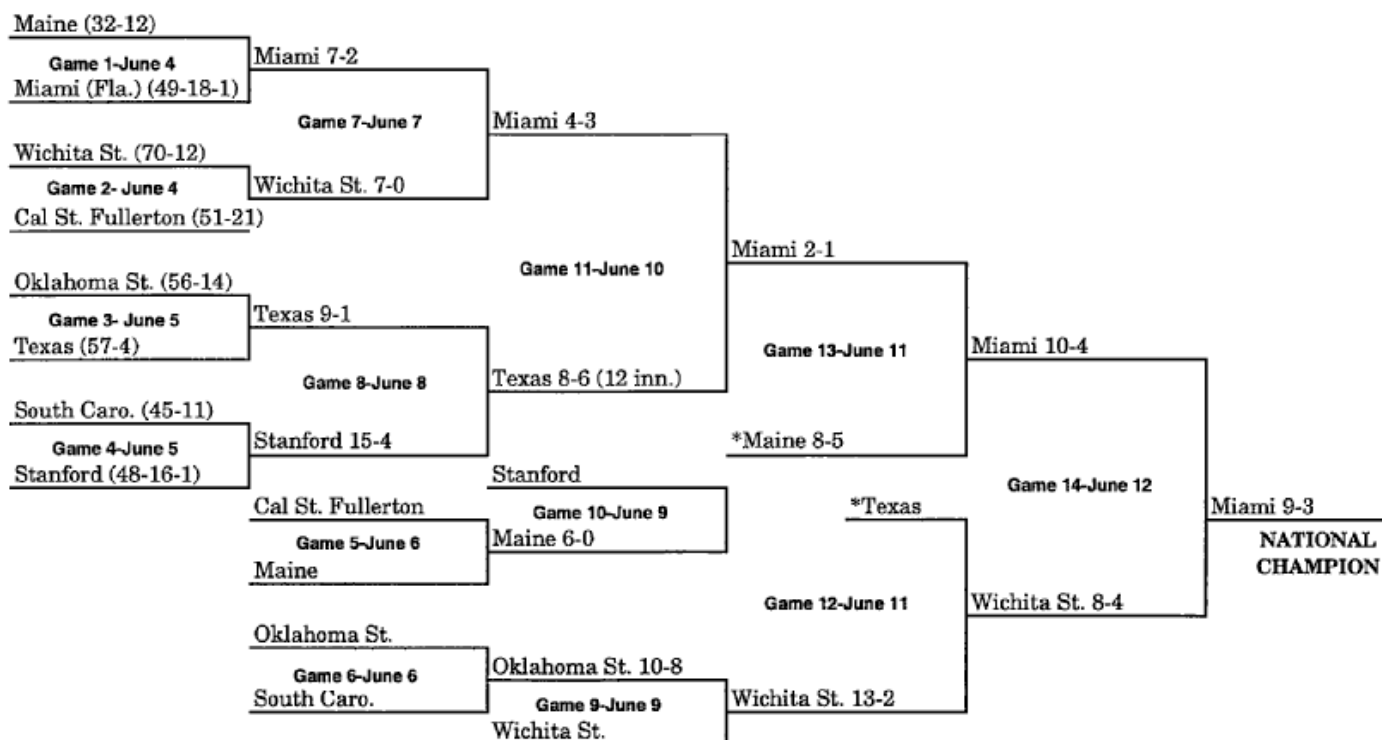 Maine (32-12)
Game 1-June 4
Miami (Fla.) (49-18-1)
Miami 7-2
Game 7-June 7
Wichita St. (70-12)
Game 2- June 4
Cal St. Fullerton (51-21)
Wichita St. 7-0
Miami 4-3
Game 11-June 10
Oklahoma St. (56-14)
Game 3- June 5
Texas (57-4)
Texas 9-1
Game 8-June 8
South Caro. (45-11)
Game 4-June 5
Stanford (48-16-1)
Stanford 15-4
Texas 8-6 (12 inn.)
Miami 2-1
Game 13-June 11
*Maine 8-5
Miami 10-4
Stanford
Game 10-June 9
Cal St. Fullerton
Game 5-June 6
Maine
Maine 6-0
Game 14-June 12
*Texas
Game 12-June 11
Oklahoma St.
Game 6-June 6
South Caro.
Oklahoma St. 10-8
Game 9-June 9
Wichita St.
Wichita St. 13-2
Wichita St. 8-4
Miami 9-3
NATIONAL
CHAMPION